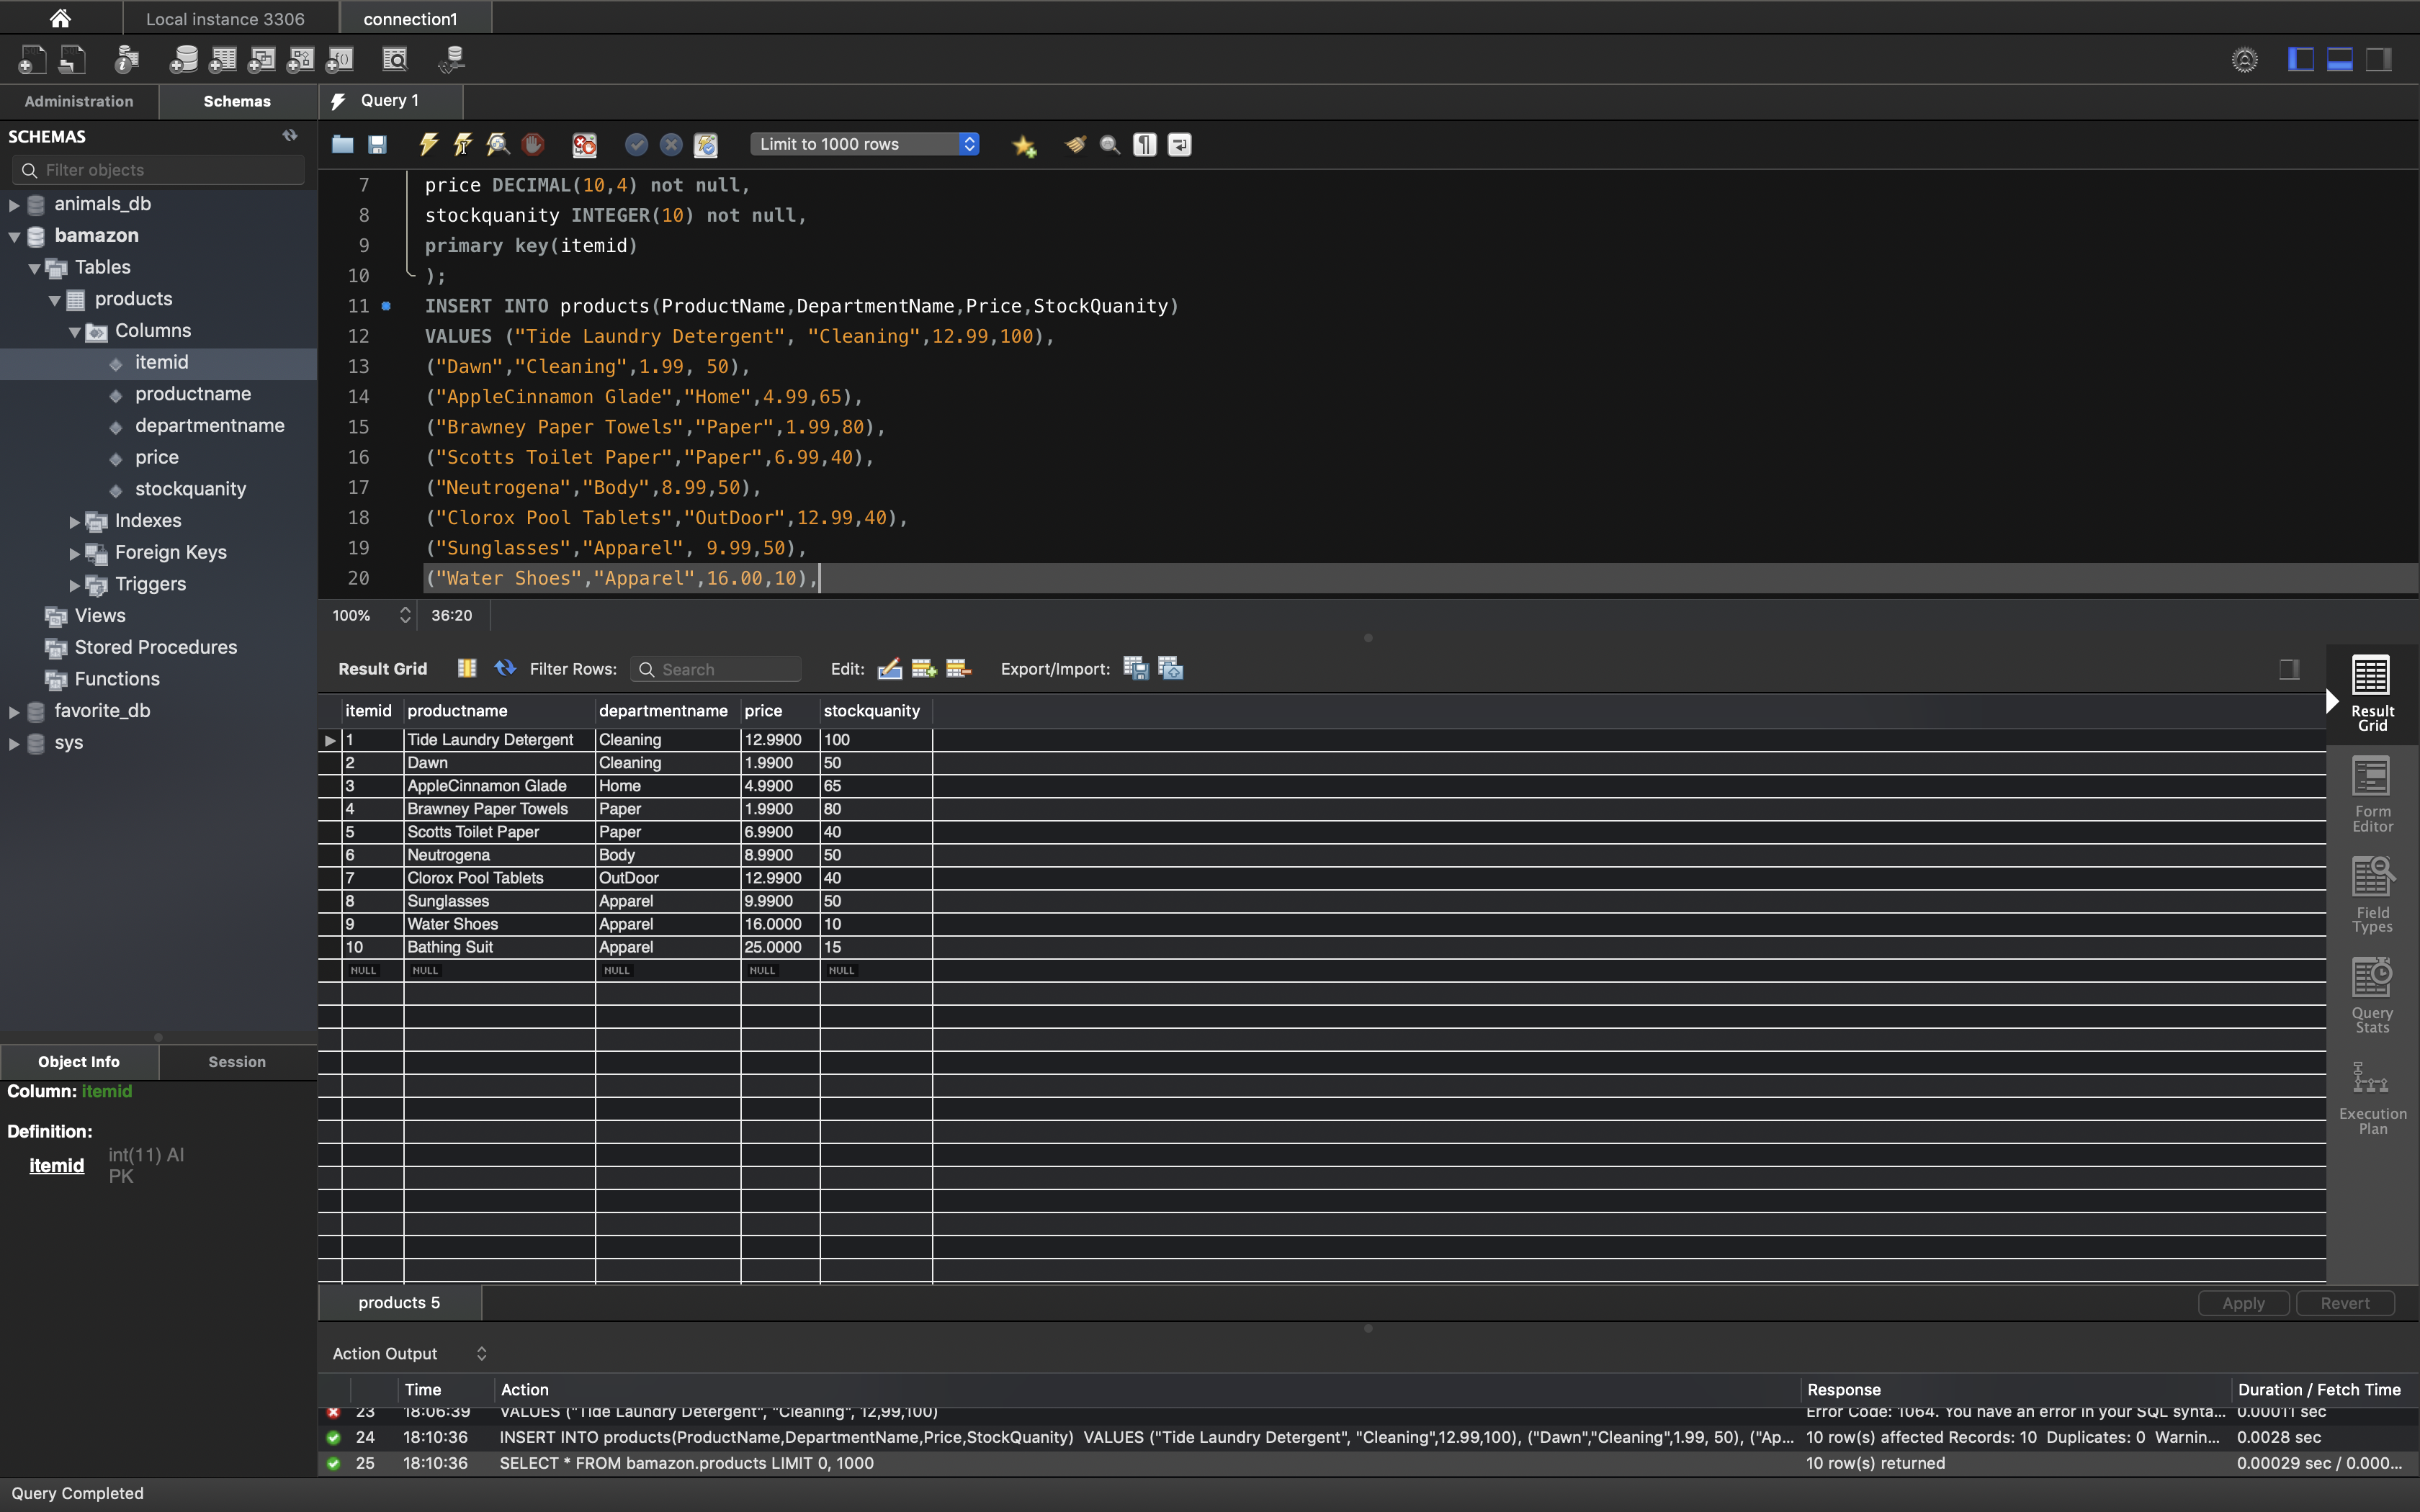 Local instance 3306
connection1
Administration
Schemas
Query 1
SCHEMAS
Filter objects
Limit to 1000 rows
animals_db
bamazon
Tables
products
Columns
itemid
productname
departmentname
price
stockquanity
Indexes
Foreign Keys
Triggers
Views
Stored Procedures
Functions
favorite_db
sys
7 price DECIMAL(10,4) not null,
8 stockquanity INTEGER(10) not null,
9 primary key(itemid)
10 );
11 INSERT INTO products(ProductName,DepartmentName,Price,StockQuanity)
12 VALUES ("Tide Laundry Detergent", "Cleaning",12.99,100),
13 ("Dawn","Cleaning",1.99, 50),
14 ("AppleCinnamon Glade","Home",4.99,65),
15 ("Brawney Paper Towels","Paper",1.99,80),
16 ("Scotts Toilet Paper","Paper",6.99,40),
17 ("Neutrogena","Body",8.99,50),
18 ("Clorox Pool Tablets","OutDoor",12.99,40),
19 ("Sunglasses","Apparel", 9.99,50),
20 ("Water Shoes","Apparel",16.00,10),
100% 36:20
Result Grid Filter Rows: Search Edit: Export/Import:
itemid productname departmentname price stockquanity
1 Tide Laundry Detergent Cleaning 12.9900 100
2 Dawn Cleaning 1.9900 50
3 AppleCinnamon Glade Home 4.9900 65
4 Brawney Paper Towels Paper 1.9900 80
5 Scotts Toilet Paper Paper 6.9900 40
6 Neutrogena Body 8.9900 50
7 Clorox Pool Tablets OutDoor 12.9900 40
8 Sunglasses Apparel 9.9900 50
9 Water Shoes Apparel 16.0000 10
10 Bathing Suit Apparel 25.0000 15
NULL NULL NULL NULL NULL
Result
Grid
Form
Editor
Field
Types
Query
Stats
Execution
Plan
Object Info
Session
Column: itemid
Definition:
itemid int(11) AI
PK
products 5
Apply
Revert
Action Output
Time Action Response Duration / Fetch Time
23 18:06:39 VALUES ("Tide Laundry Detergent", "Cleaning", 12,99,100) Error Code: 1064. You have an error in your SQL synta... 0.00011 sec
24 18:10:36 INSERT INTO products(ProductName,DepartmentName,Price,StockQuanity) VALUES ("Tide Laundry Detergent", "Cleaning",12.99,100), ("Dawn","Cleaning",1.99, 50), ("Ap... 10 row(s) affected Records: 10 Duplicates: 0 Warnin... 0.0028 sec
25 18:10:36 SELECT * FROM bamazon.products LIMIT 0, 1000 10 row(s) returned 0.00029 sec / 0.000...
Query Completed